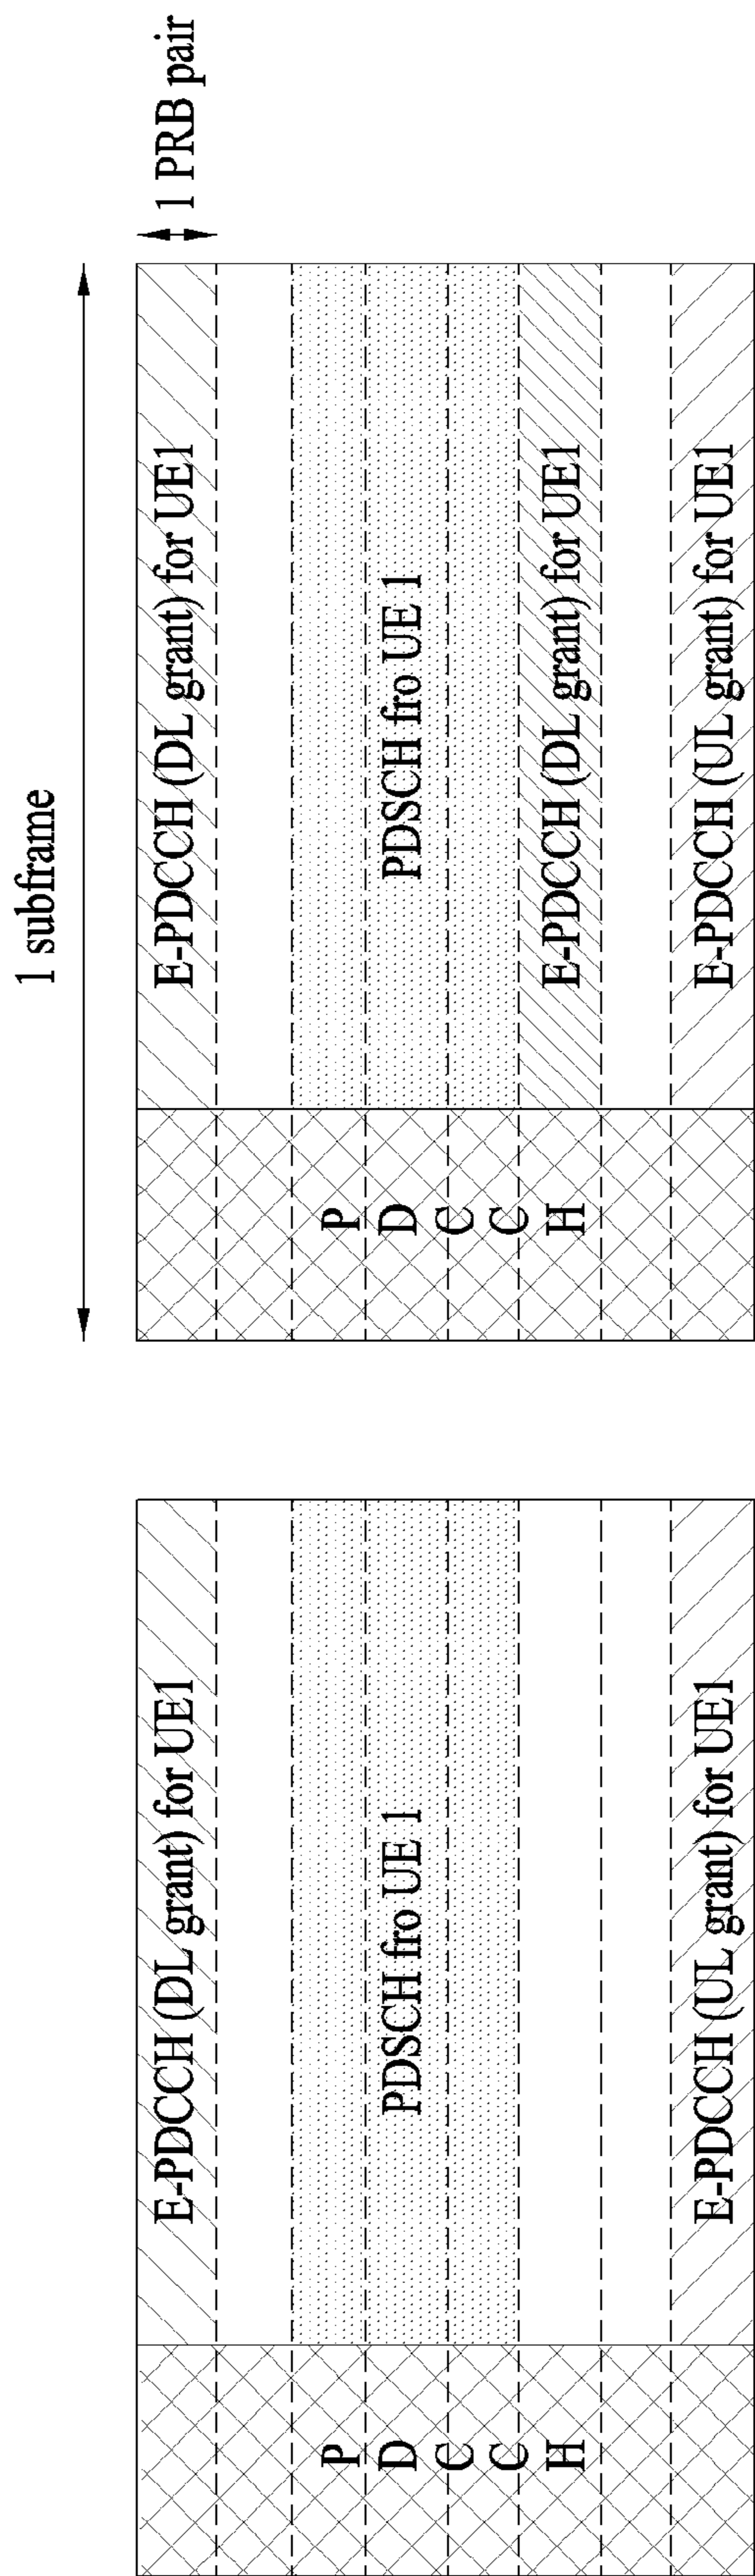 1 subframe
1 PRB pair
PDCCH
E-PDCCH (DL grant) for UE1
PDSCH fro UE 1
E-PDCCH (UL grant) for UE1
PDCCH
E-PDCCH (DL grant) for UE1
PDSCH fro UE 1
E-PDCCH (DL grant) for UE1
E-PDCCH (UL grant) for UE1